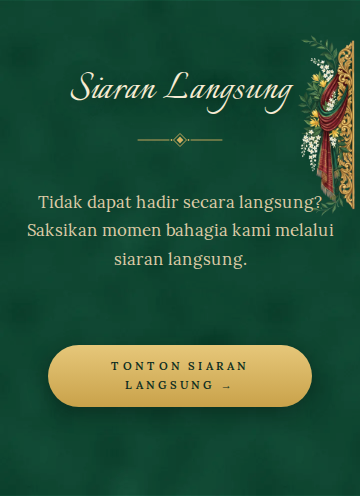 Siaran Langsung
Tidak dapat hadir secara langsung?
Saksikan momen bahagia kami melalui
siaran langsung.
TONTON SIARAN
LANGSUNG →